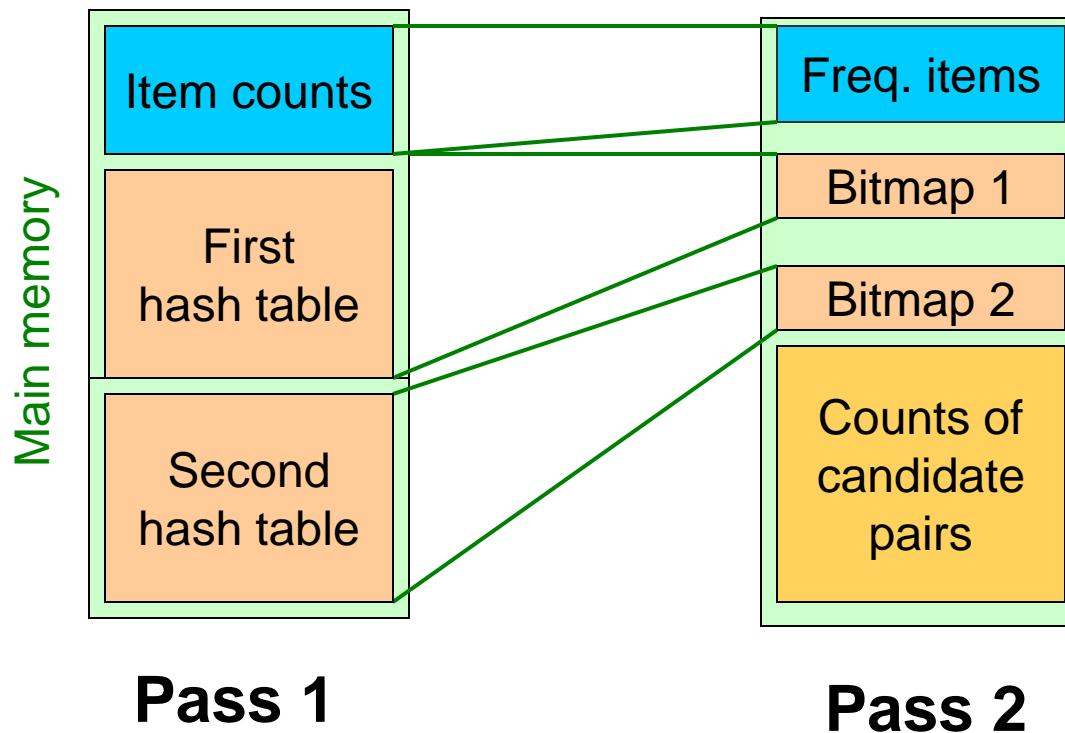 Main memory
Item counts
First
hash table
Second
hash table
Pass 1
Freq. items
Bitmap 1
Bitmap 2
Counts of
candidate
pairs
Pass 2